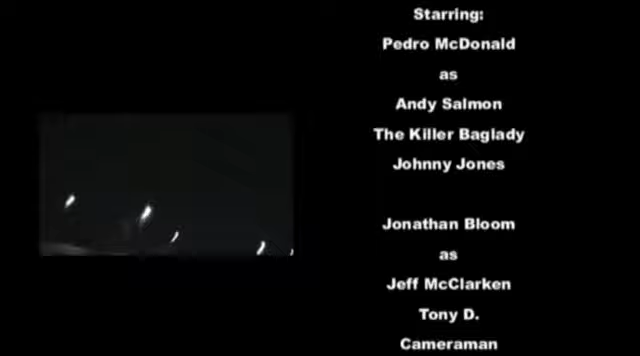 Starring:
Pedro McDonald
as
Andy Salmon
The Killer Baglady
Johnny Jones
Jonathan Bloom
as
Jeff McClarken
Tony D.
Cameraman